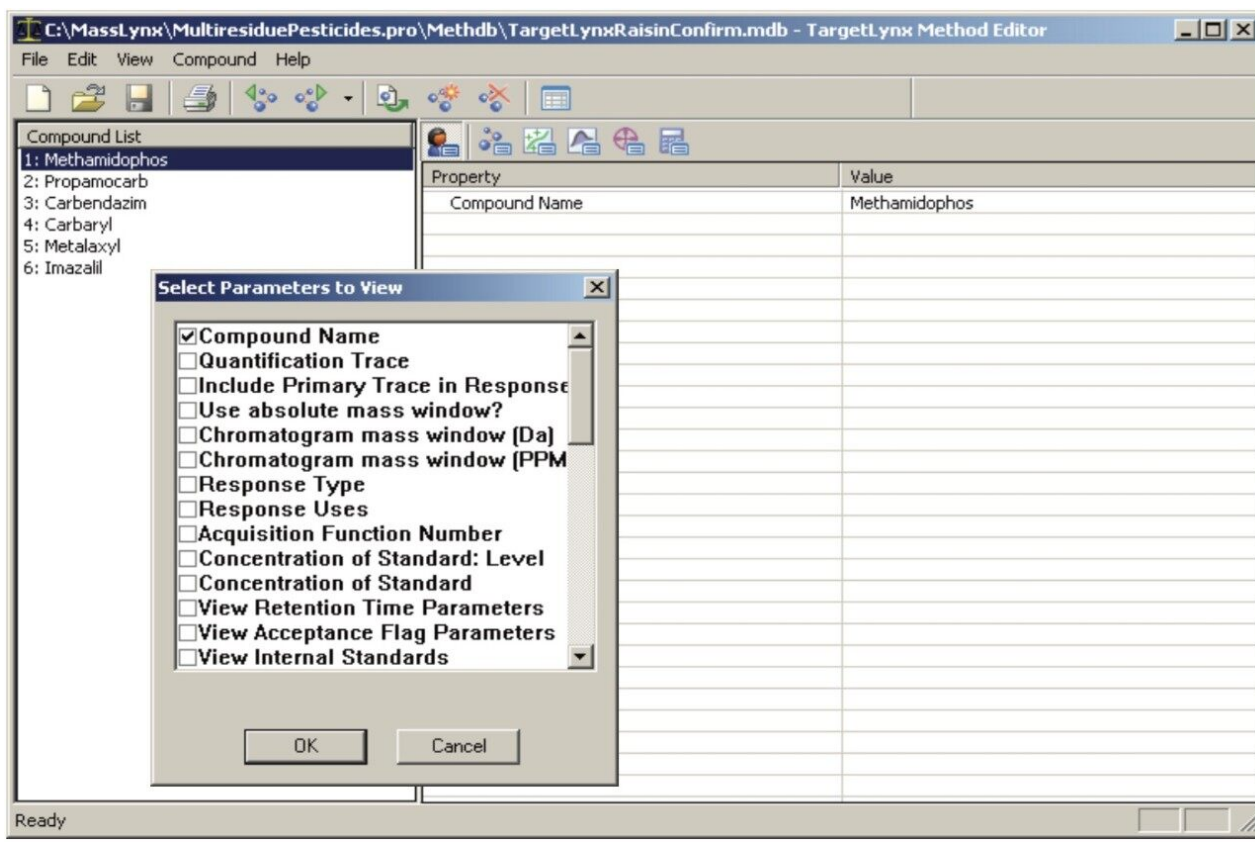 C:\MassLynx\MultiresiduePesticides.pro\Methdb\TargetLynxRaisinConfirm.mdb - TargetLynx Method Editor
File Edit View Compound Help
Compound List
1: Methamidophos
2: Propamocarb
3: Carbendazim
4: Carbaryl
5: Metalaxyl
6: Imazalil
Property Value
Compound Name Methamidophos
Select Parameters to View
Compound Name
Quantification Trace
Include Primary Trace in Response
Use absolute mass window?
Chromatogram mass window (Da)
Chromatogram mass window (PPM
Response Type
Response Uses
Acquisition Function Number
Concentration of Standard: Level
Concentration of Standard
View Retention Time Parameters
View Acceptance Flag Parameters
View Internal Standards
OK Cancel
Ready